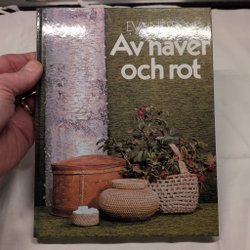 Av näver
och rot